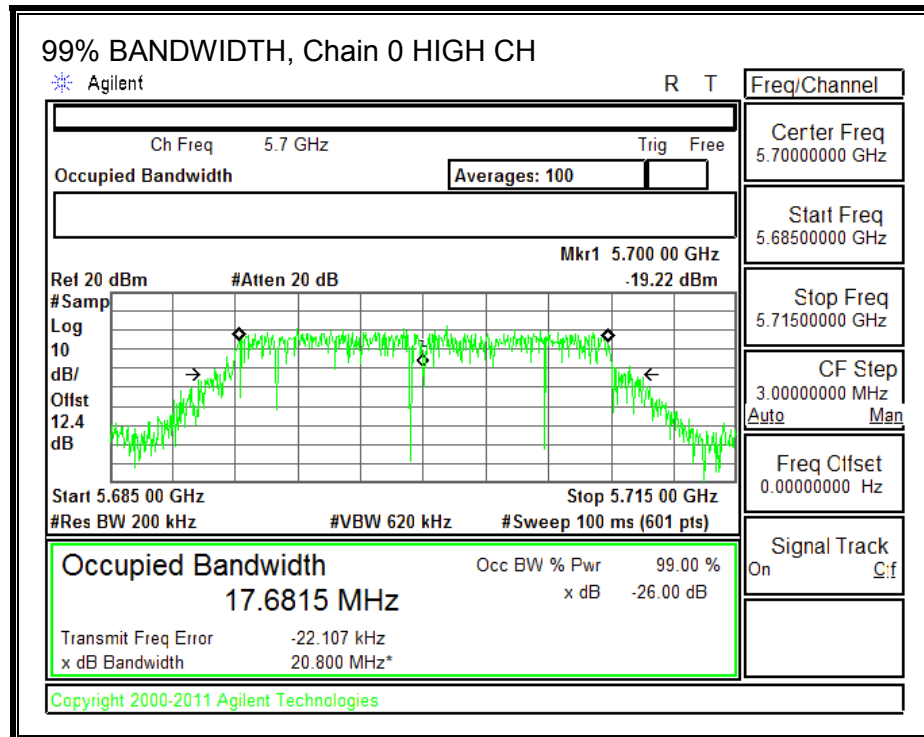 99% BANDWIDTH, Chain 0 HIGH CH
Agilent
R T
Ch Freq 5.7 GHz Trig Free
Occupied Bandwidth Averages: 100
Mkr1 5.700 00 GHz
Ref 20 dBm #Atten 20 dB -19.22 dBm
#Samp
Log
10
dB/
Offst
12.4
dB
1
Start 5.685 00 GHz Stop 5.715 00 GHz
#Res BW 200 kHz #VBW 620 kHz #Sweep 100 ms (601 pts)
Occupied Bandwidth
17.6815 MHz
Occ BW % Pwr 99.00 %
x dB -26.00 dB
Transmit Freq Error -22.107 kHz
x dB Bandwidth 20.800 MHz*
Copyright 2000-2011 Agilent Technologies
Freq/Channel
Center Freq
5.70000000 GHz
Start Freq
5.68500000 GHz
Stop Freq
5.71500000 GHz
CF Step
3.00000000 MHz
Auto Man
Freq Offset
0.00000000 Hz
Signal Track
On Off